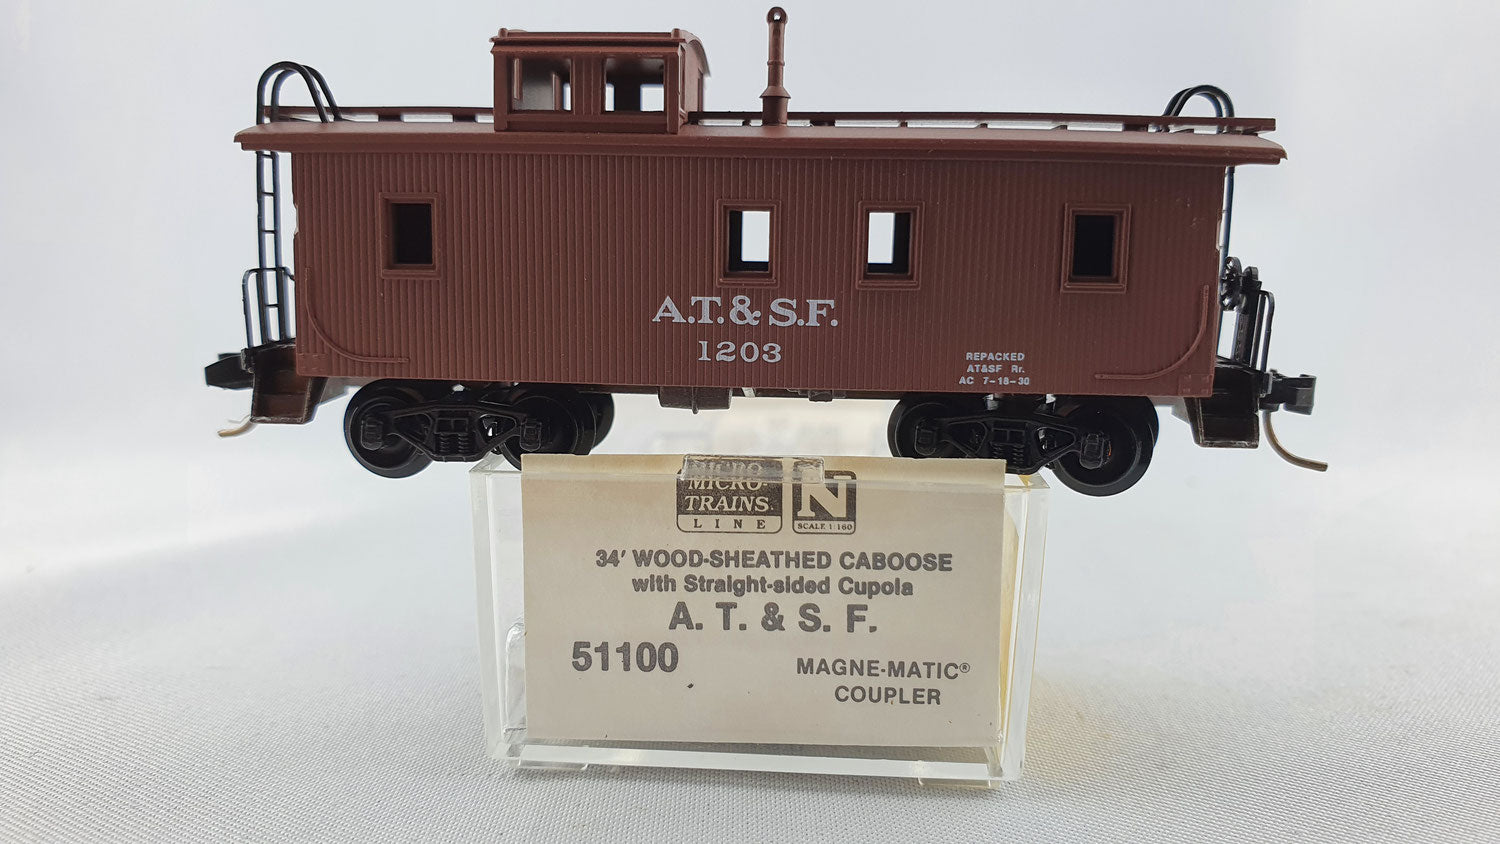 A.T.&S.F.
1203
REPACKED
AT&SF Rr.
AC 7-18-30
MICRO-
TRAINS
LINE
N
SCALE 1:160
34' WOOD-SHEATHED CABOOSE
with Straight-sided Cupola
A. T. & S. F.
51100
MAGNE-MATIC®
COUPLER